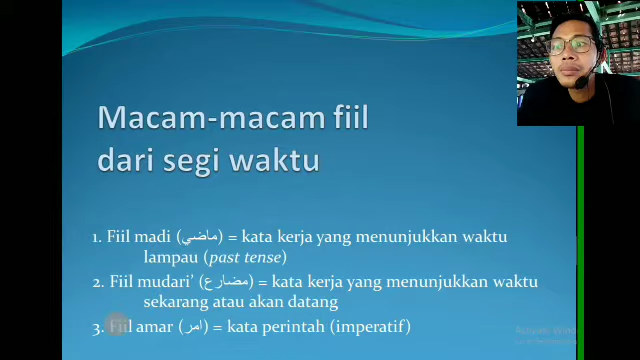 Macam-macam fiil
dari segi waktu
1. Fiil madi (ماضي) = kata kerja yang menunjukkan waktu
lampau (past tense)
2. Fiil mudari’ (مضارع) = kata kerja yang menunjukkan waktu
sekarang atau akan datang
3. Fiil amar (امر) = kata perintah (imperatif)